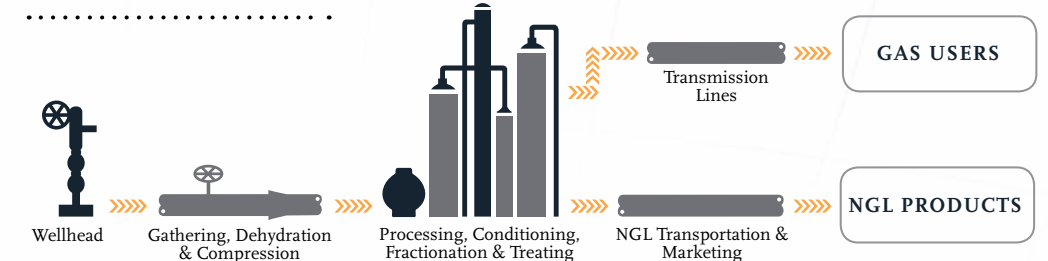 GAS USERS
Transmission
Lines
NGL PRODUCTS
Wellhead
Gathering, Dehydration
& Compression
Processing, Conditioning,
Fractionation & Treating
NGL Transportation &
Marketing